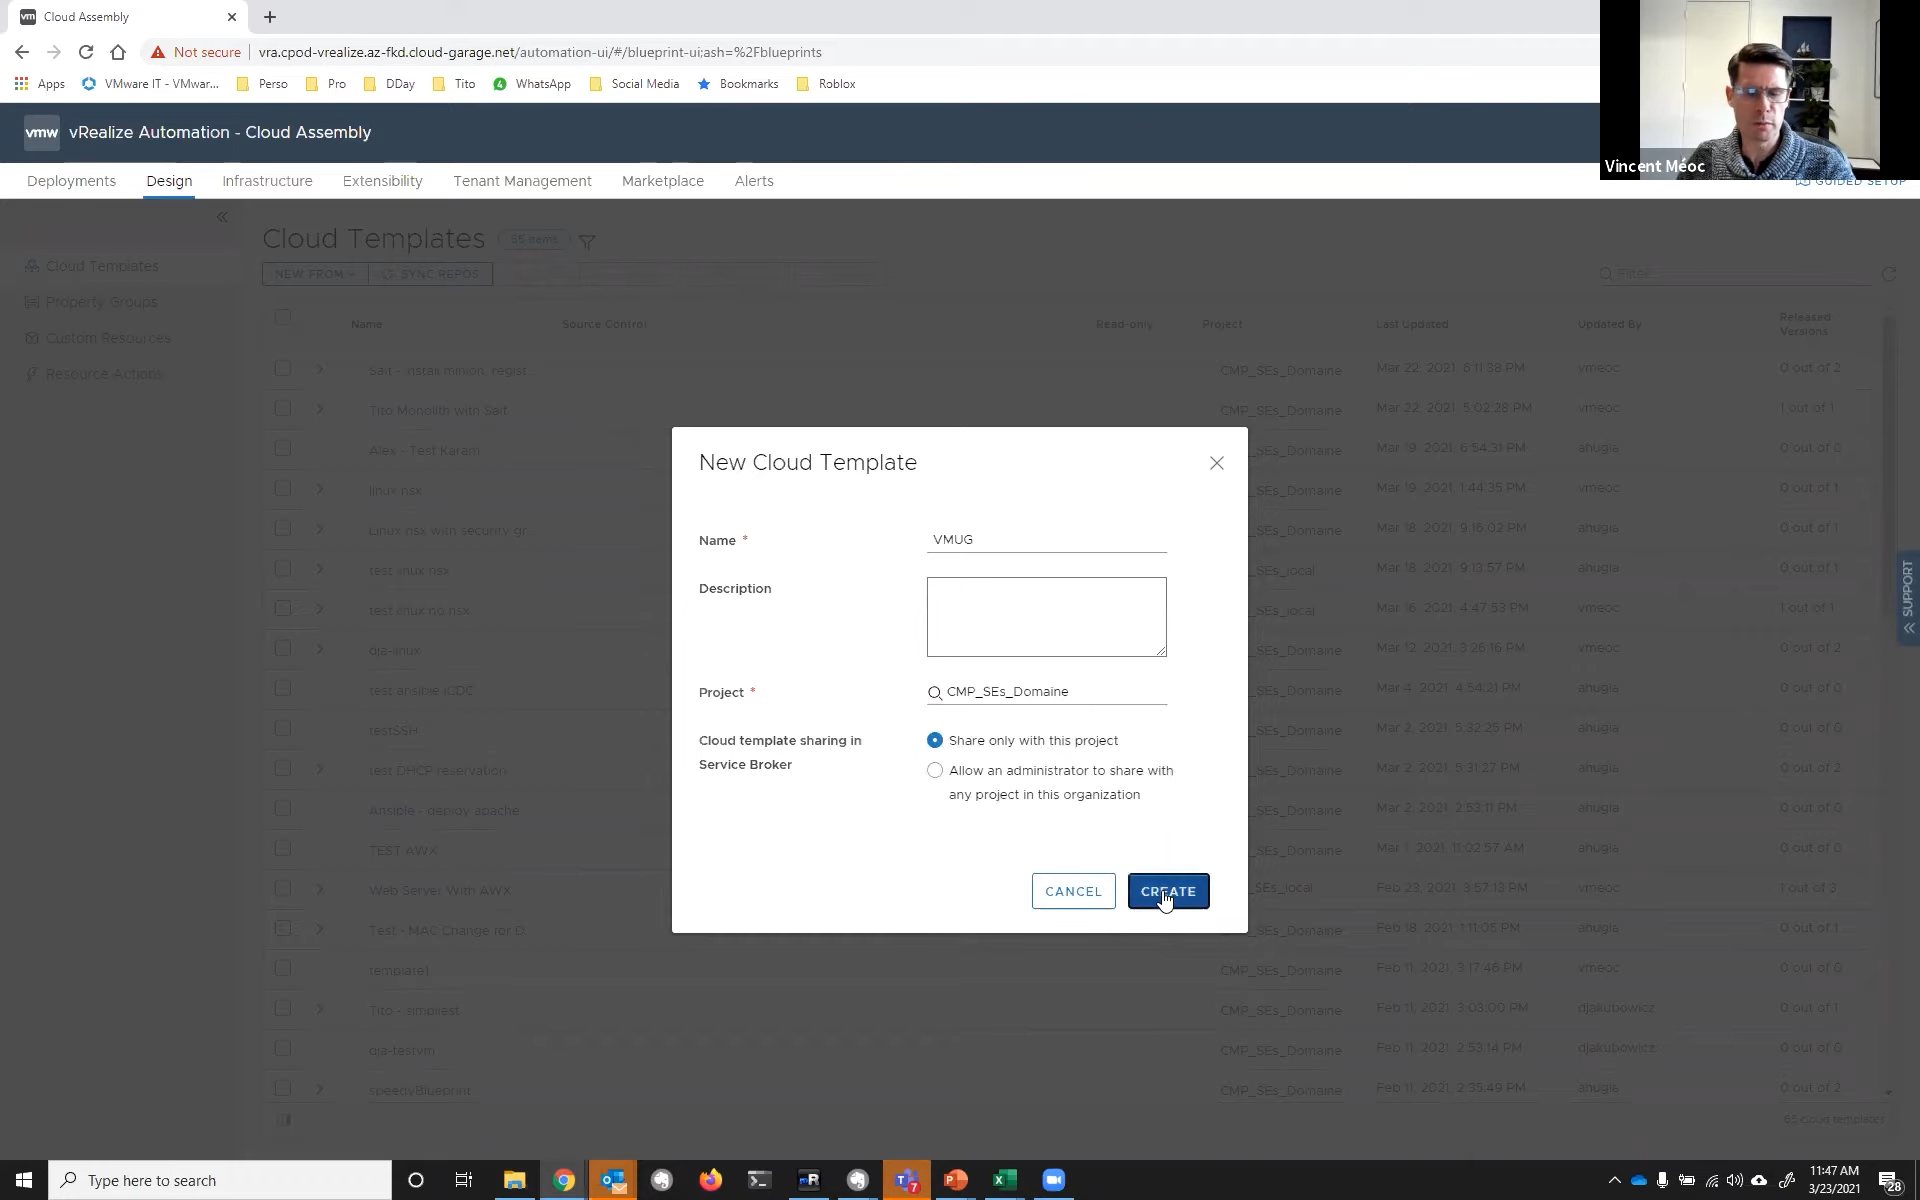 vm Cloud Assembly
Not secure vra.cpod-vrealize.az-fkd.cloud-garage.net/automation-ui/#/blueprint-ui;ash=%2Fblueprints
Apps VMware IT - VMwar... Perso Pro DDay Tito WhatsApp Social Media Bookmarks Roblox
vmw vRealize Automation - Cloud Assembly
Vincent Méoc
Deployments Design Infrastructure Extensibility Tenant Management Marketplace Alerts
GUIDED SETUP
Cloud Templates
NEW FROM SYNC REPOS
Cloud Templates
Property Groups
Custom Resources
Resource Actions
Name Source Control Read-only Project Last Updated Updated By Released Versions
Salt - Install minion, regist... CMP_SEs_Domaine Mar 22, 2021, 6:11:38 PM vmeoc 0 out of 2
Tito Monolith with Salt CMP_SEs_Domaine Mar 22, 2021, 5:02:28 PM vmeoc 1 out of 1
Alex - Test Karam _SEs_Domaine Mar 19, 2021, 6:54:31 PM ahugla 0 out of 0
linux nsx _SEs_Domaine Mar 19, 2021, 1:44:35 PM vmeoc 0 out of 1
Linux nsx with security gr... _SEs_Domaine Mar 18, 2021, 9:16:02 PM ahugla 0 out of 1
test linux nsx _SEs_local Mar 18, 2021, 9:13:57 PM ahugla 0 out of 1
test linux no nsx _SEs_local Mar 16, 2021, 4:47:53 PM vmeoc 1 out of 1
dja-linux _SEs_Domaine Mar 12, 2021, 3:26:16 PM vmeoc 0 out of 2
test ansible iCDC _SEs_Domaine Mar 4, 2021, 4:54:21 PM ahugla 0 out of 0
testSSH _SEs_Domaine Mar 2, 2021, 5:32:25 PM ahugla 0 out of 0
test DHCP reservation _SEs_Domaine Mar 2, 2021, 5:31:27 PM ahugla 0 out of 2
Ansible - deploy apache _SEs_Domaine Mar 2, 2021, 2:53:11 PM ahugla 0 out of 0
TEST AWX _SEs_Domaine Mar 1, 2021, 11:02:57 AM ahugla 0 out of 0
Web Server With AWX _SEs_local Feb 23, 2021, 3:57:13 PM ahugla 1 out of 3
Test - MAC Change for D... _SEs_Domaine Feb 18, 2021, 1:11:05 PM ahugla 0 out of 1
template1 CMP_SEs_Domaine Feb 11, 2021, 3:17:46 PM vmeoc 0 out of 0
Tito - simpliest CMP_SEs_Domaine Feb 11, 2021, 3:03:00 PM djakubowicz 0 out of 1
dja-testvm CMP_SEs_Domaine Feb 11, 2021, 2:53:14 PM djakubowicz 0 out of 0
speedyBlueprint CMP_SEs_Domaine Feb 11, 2021, 2:35:49 PM ahugla 0 out of 2
65 cloud templates
SUPPORT
New Cloud Template
Name * VMUG
Description
Project * CMP_SEs_Domaine
Cloud template sharing in
Service Broker
Share only with this project
Allow an administrator to share with
any project in this organization
CANCEL CREATE
Type here to search
11:47 AM
3/23/2021
28